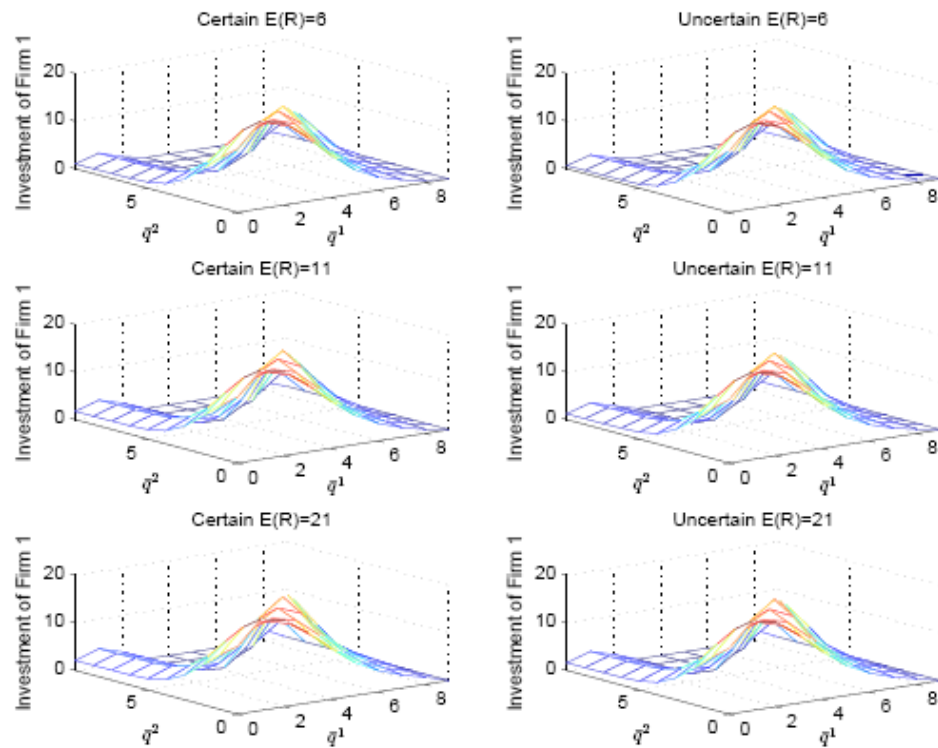 Certain E(R)=6
Investment of Firm 1
20
10
0
5
0
q̄²
0
2
4
6
8
q̄¹
Uncertain E(R)=6
Investment of Firm 1
20
10
0
5
0
q̄²
0
2
4
6
8
q̄¹
Certain E(R)=11
Investment of Firm 1
20
10
0
5
0
q̄²
0
2
4
6
8
q̄¹
Uncertain E(R)=11
Investment of Firm 1
20
10
0
5
0
q̄²
0
2
4
6
8
q̄¹
Certain E(R)=21
Investment of Firm 1
20
10
0
5
0
q̄²
0
2
4
6
8
q̄¹
Uncertain E(R)=21
Investment of Firm 1
20
10
0
5
0
q̄²
0
2
4
6
8
q̄¹